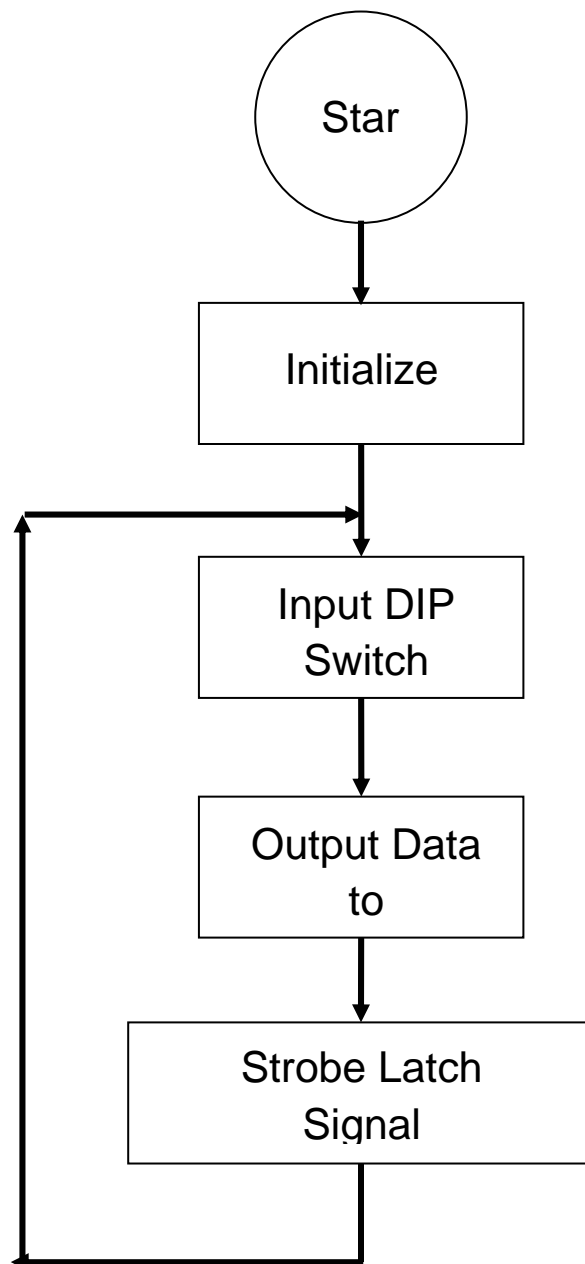 Star
Initialize
Input DIP
Switch
Output Data
to
Strobe Latch
Signal